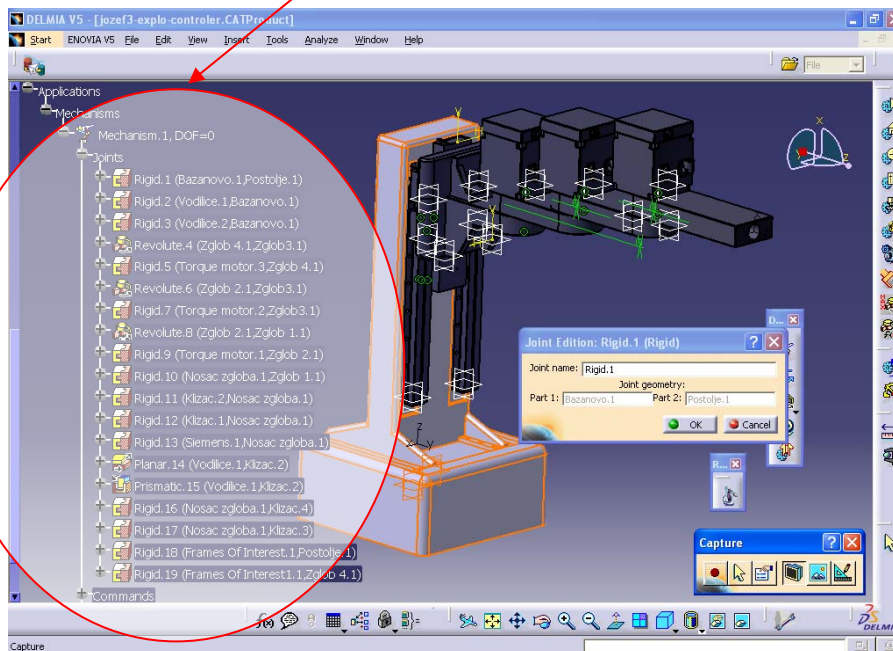 DELMIA V5 - [jozef3-explo-controler.CATProduct]
Start ENOVIA V5 File Edit View Insert Tools Analyze Window Help
File
Applications
Mechanisms
Mechanism.1, DOF=0
Joints
Rigid.1 (Bazanovo.1,Postolje.1)
Rigid.2 (Vodilice.1,Bazanovo.1)
Rigid.3 (Vodilice.2,Bazanovo.1)
Revolute.4 (Zglob 4.1,Zglob3.1)
Rigid.5 (Torque motor.3,Zglob 4.1)
Revolute.6 (Zglob 2.1,Zglob3.1)
Rigid.7 (Torque motor.2,Zglob3.1)
Revolute.8 (Zglob 2.1,Zglob 1.1)
Rigid.9 (Torque motor.1,Zglob 2.1)
Rigid.10 (Nosac zgloba.1,Zglob 1.1)
Rigid.11 (Klizac.2,Nosac zgloba.1)
Rigid.12 (Klizac.1,Nosac zgloba.1)
Rigid.13 (Siemens.1,Nosac zgloba.1)
Planar.14 (Vodilice.1,Klizac.2)
Prismatic.15 (Vodilice.1,Klizac.2)
Rigid.16 (Nosac zgloba.1,Klizac.4)
Rigid.17 (Nosac zgloba.1,Klizac.3)
Rigid.18 (Frames Of Interest.1,Postolje.1)
Rigid.19 (Frames Of Interest1.1,Zglob 4.1)
Commands
x
z
y
Y
z
Y
D...
Joint Edition: Rigid.1 (Rigid)
Joint name: Rigid.1
Joint geometry:
Part 1: Bazanovo.1 Part 2: Postolje.1
OK Cancel
R...
Capture
f(x)
DELMIA
Capture